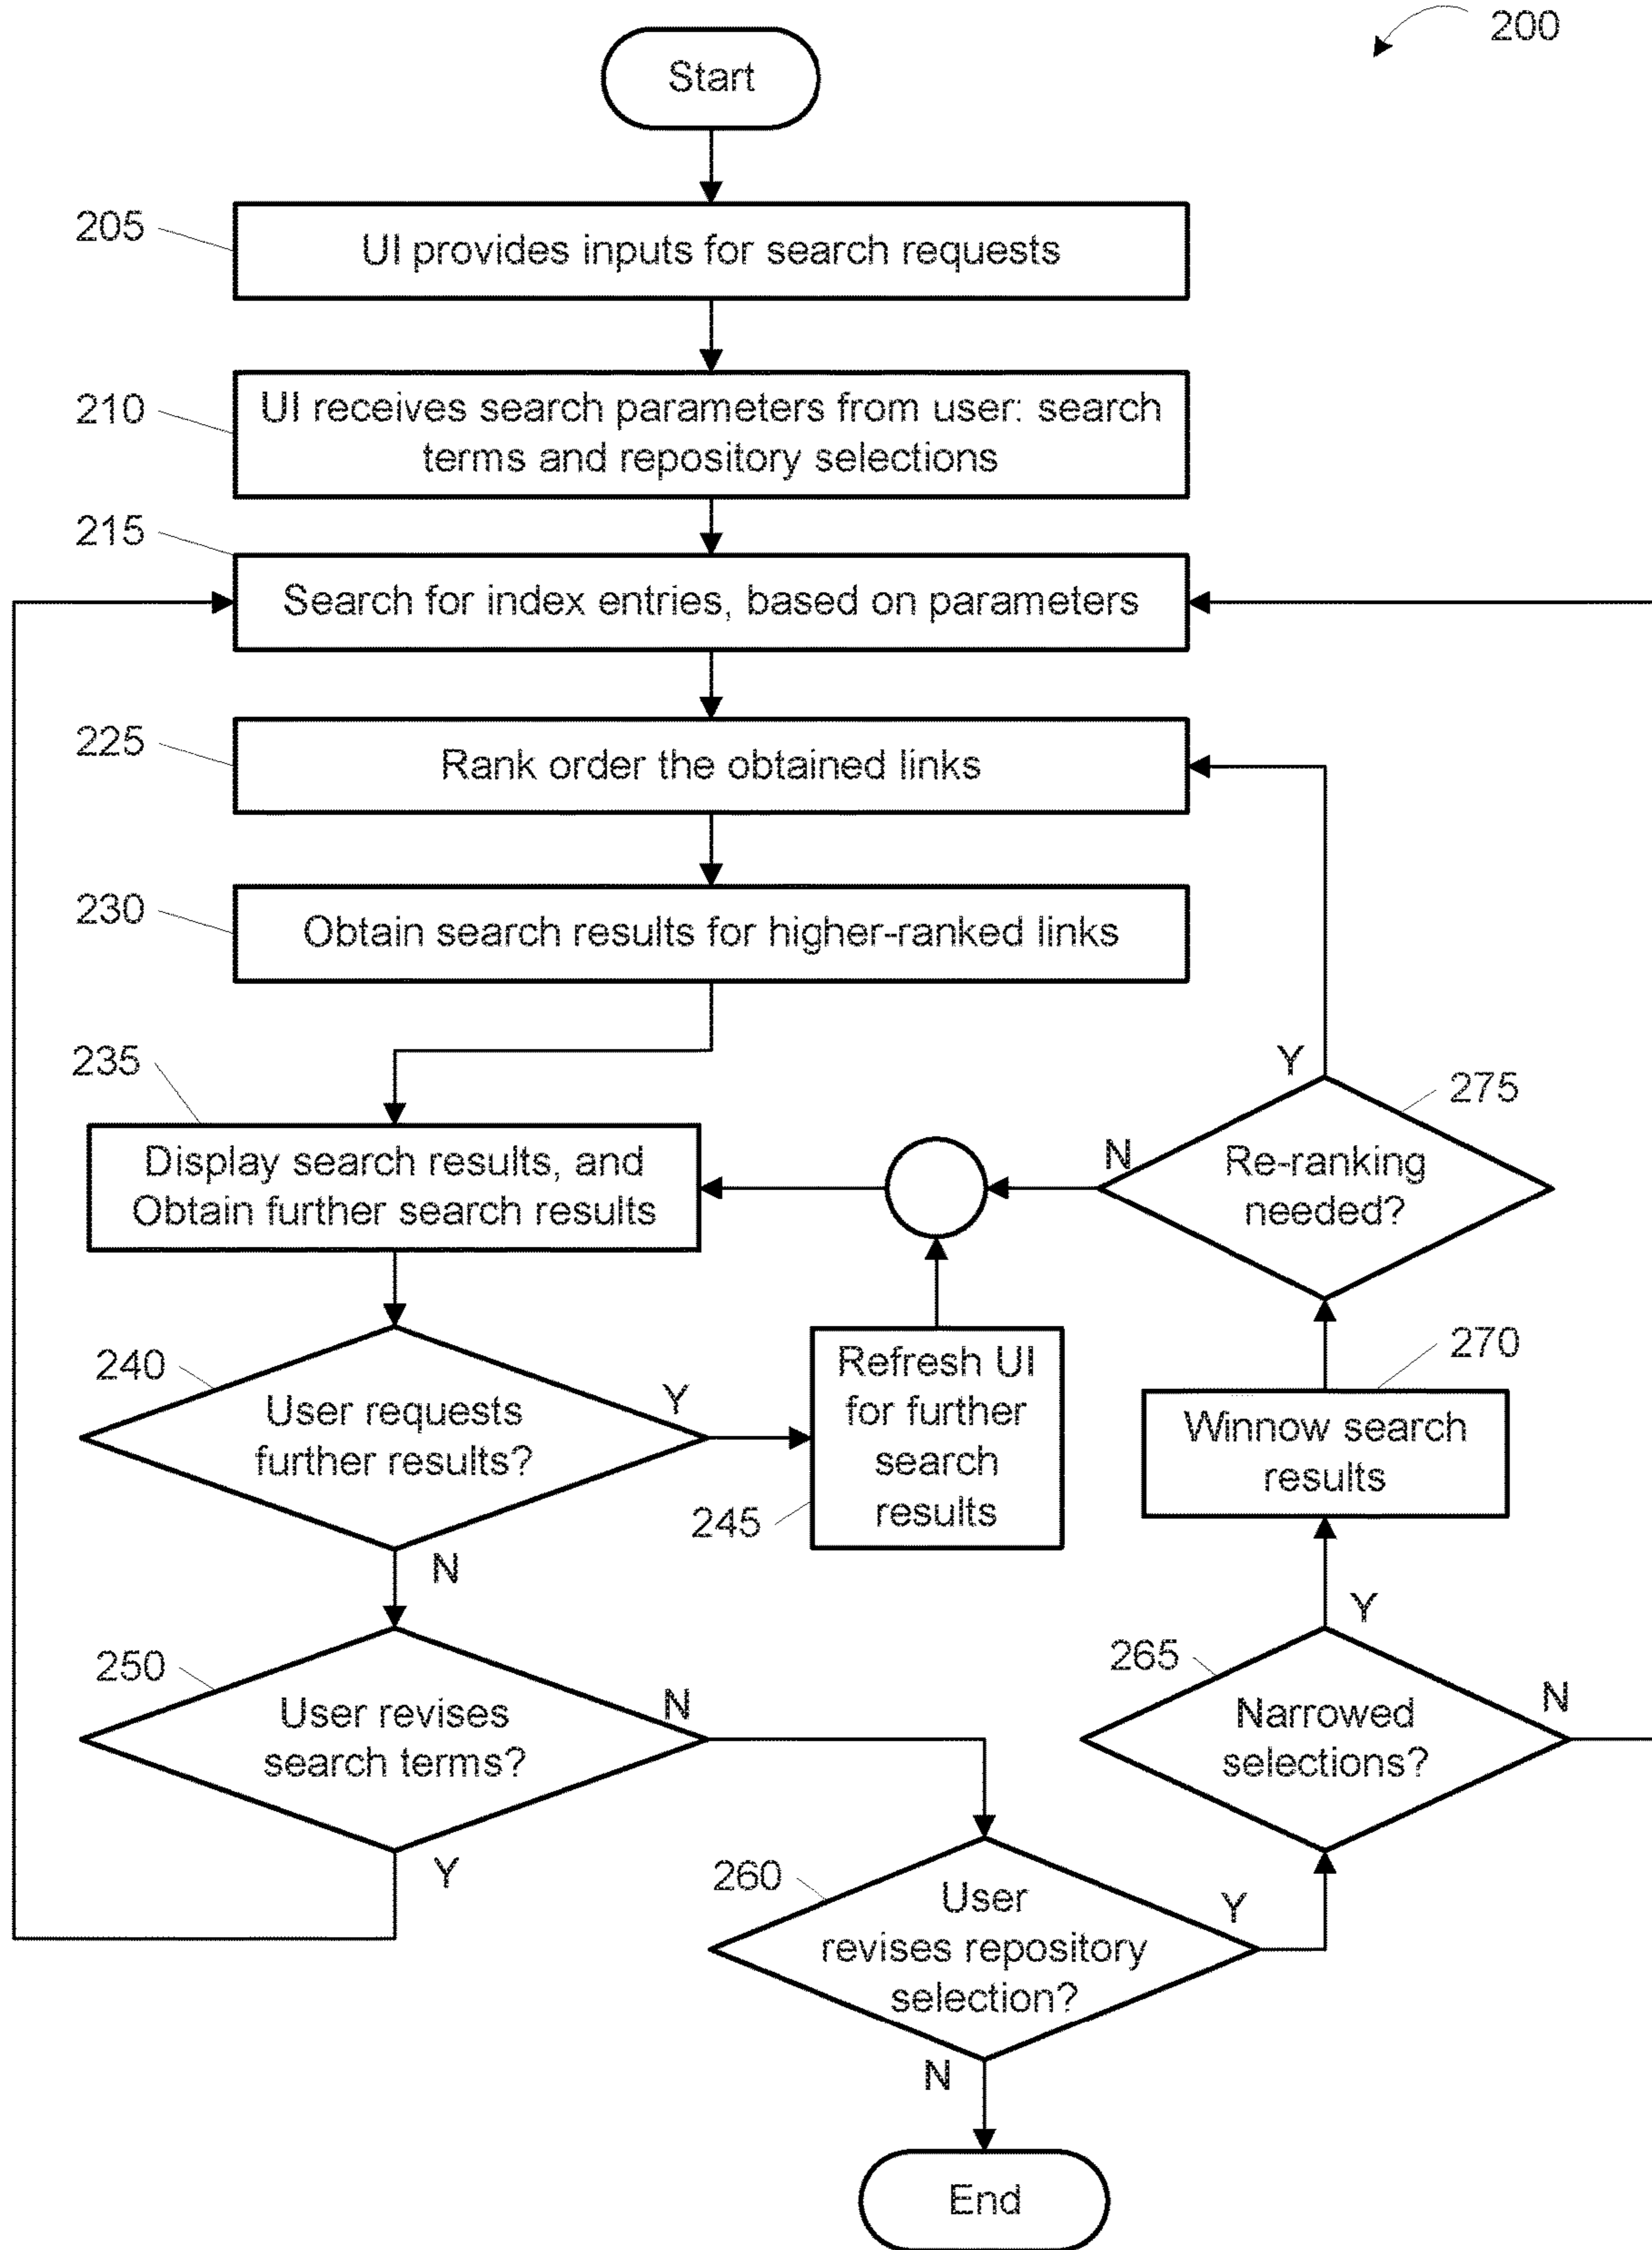 200
Start
205
UI provides inputs for search requests
210
UI receives search parameters from user: search
terms and repository selections
215
Search for index entries, based on parameters
225
Rank order the obtained links
230
Obtain search results for higher-ranked links
235
Display search results, and
Obtain further search results
Y
275
N
Re-ranking
needed?
240
User requests
further results?
Y
N
Refresh UI
for further
search
results
245
270
Winnow search
results
Y
250
User revises
search terms?
N
Y
265
Narrowed
selections?
N
260
User
revises repository
selection?
Y
N
End